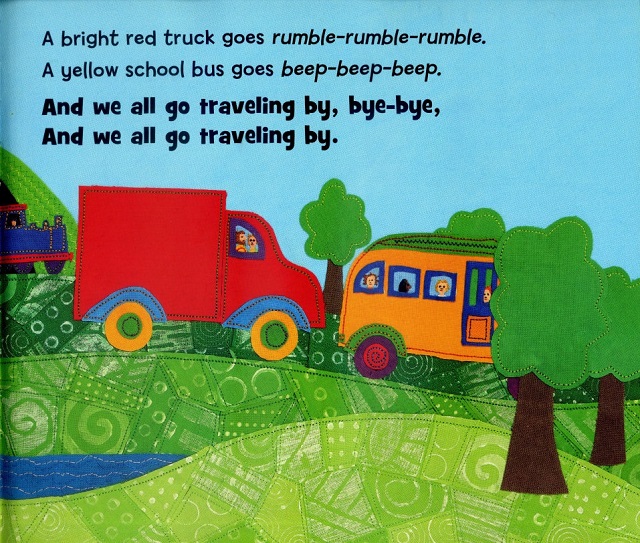 A bright red truck goes rumble-rumble-rumble.
A yellow school bus goes beep-beep-beep.
And we all go traveling by, bye-bye,
And we all go traveling by.